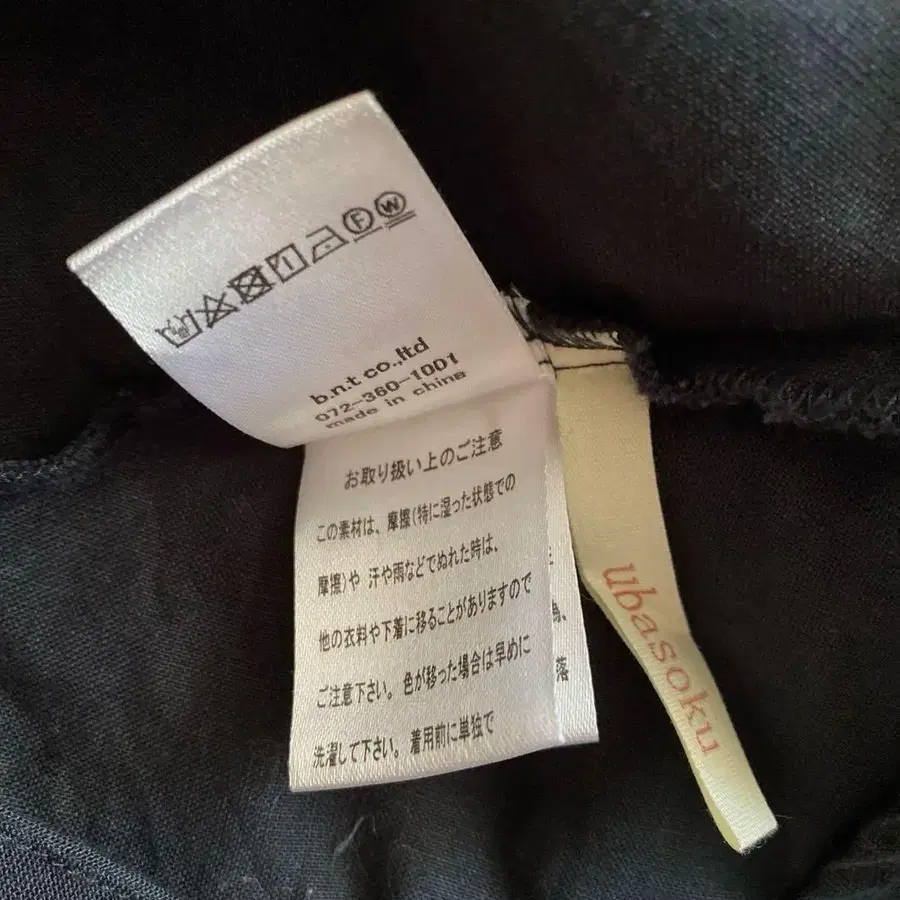 F W
b.n.t co.,ltd
072-360-1001
made in china
お取り扱い上のご注意
この素材は、摩擦(特に湿った状態での
摩擦)や 汗や雨などでぬれた時は、
他の衣料や下着に移ることがありますので
ご注意下さい。色が移った場合は早めに
洗濯して下さい。着用前に単独で
落
ubasoku